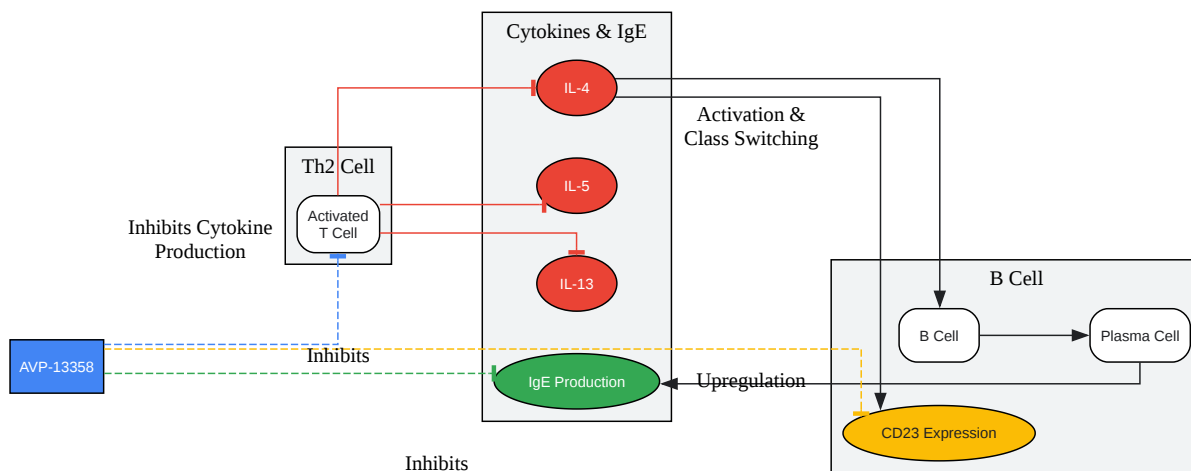 Cytokines & IgE
IL-4
Activation &
Class Switching
Th2 Cell
IL-5
Activated
T Cell
Inhibits Cytokine
Production
IL-13
B Cell
B Cell
Plasma Cell
AVP-13358
Inhibits
IgE Production
Upregulation
CD23 Expression
Inhibits